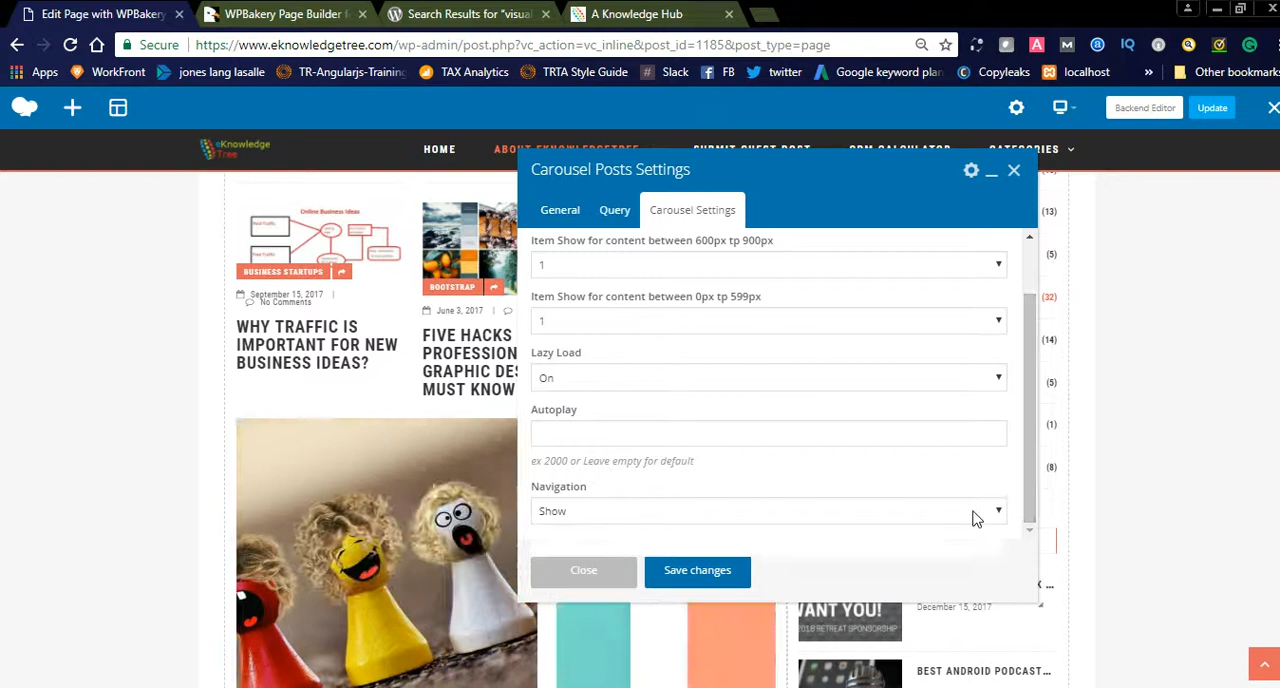 Edit Page with WPBakery
WPBakery Page Builder f
Search Results for "visual
A Knowledge Hub
Secure
https://www.eknowledgetree.com/wp-admin/post.php?vc_action=vc_inline&post_id=1185&post_type=page
Apps
WorkFront
jones lang lasalle
TR-Angularjs-Training
TAX Analytics
TRTA Style Guide
Slack
FB
twitter
Google keyword plan
Copyleaks
localhost
»
Other bookmarks
Backend Editor
Update
eKnowledge
Tree
HOME
CATEGORIES
Carousel Posts Settings
General
Query
Carousel Settings
Item Show for content between 600px tp 900px
1
Item Show for content between 0px tp 599px
1
Lazy Load
On
Autoplay
ex 2000 or Leave empty for default
Navigation
Show
Close
Save changes
Online Business Ideas
BUSINESS STARTUPS
September 15, 2017
No Comments
WHY TRAFFIC IS
IMPORTANT FOR NEW
BUSINESS IDEAS?
BOOTSTRAP
June 3, 2017
FIVE HACKS
PROFESSION
GRAPHIC DES
MUST KNOW
(13)
(5)
(32)
(14)
(5)
(1)
(8)
WANT YOU!
2018 RETREAT SPONSORSHIP
December 15, 2017
BEST ANDROID PODCAST...